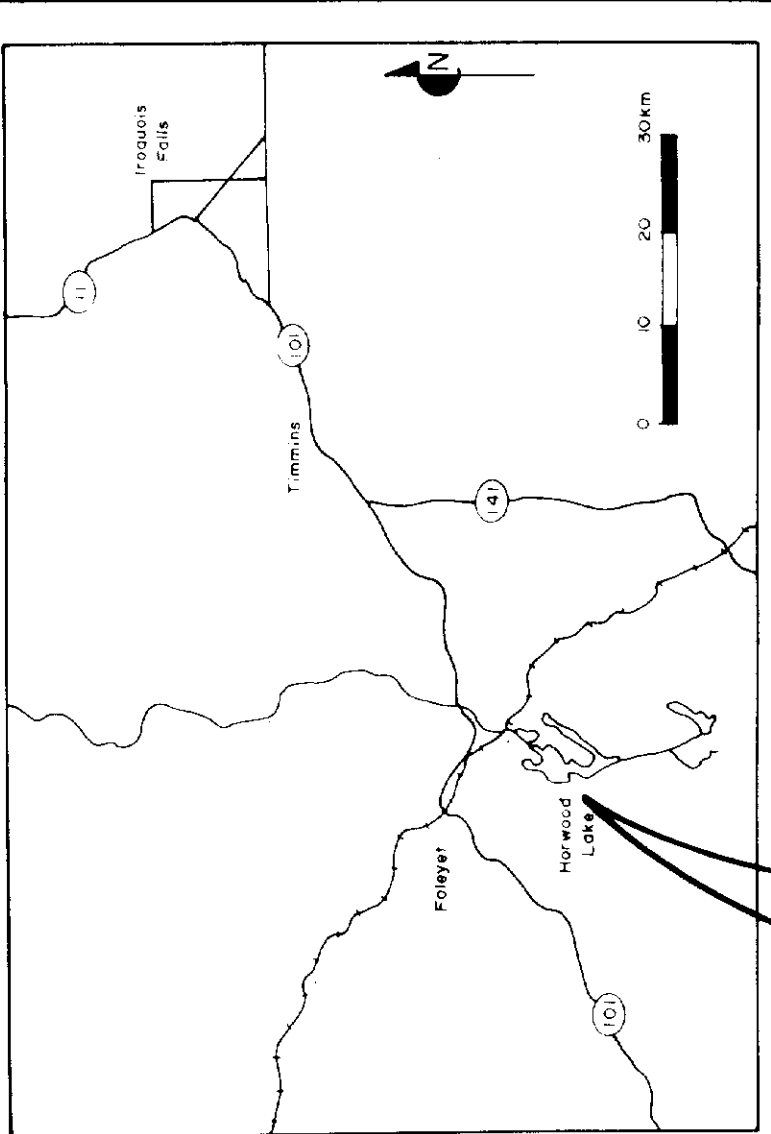 Iroquois
Falls
N
11
30km
20
10
0
101
Timmins
141
Foleyet
Horwood
Lake
101